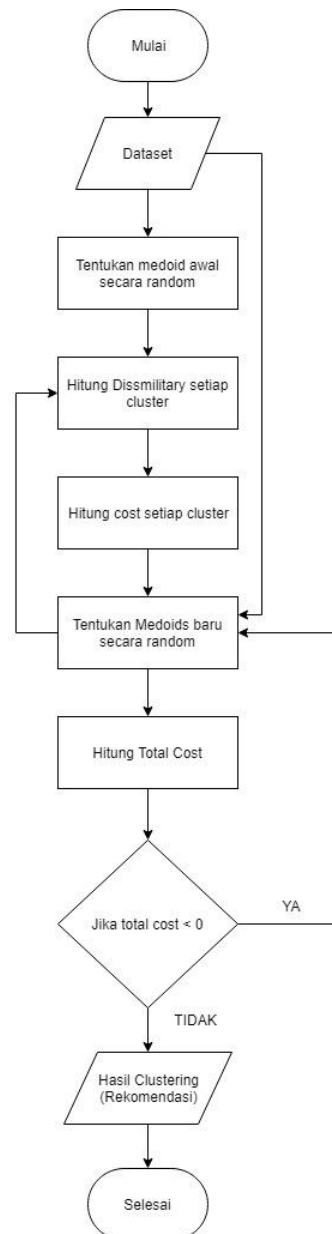 Mulai
Dataset
Tentukan medoid awal
secara random
Hitung Dissmilitary setiap
cluster
Hitung cost setiap cluster
Tentukan Medoids baru
secara random
Hitung Total Cost
Jika total cost < 0
YA
TIDAK
Hasil Clustering
(Rekomendasi)
Selesai